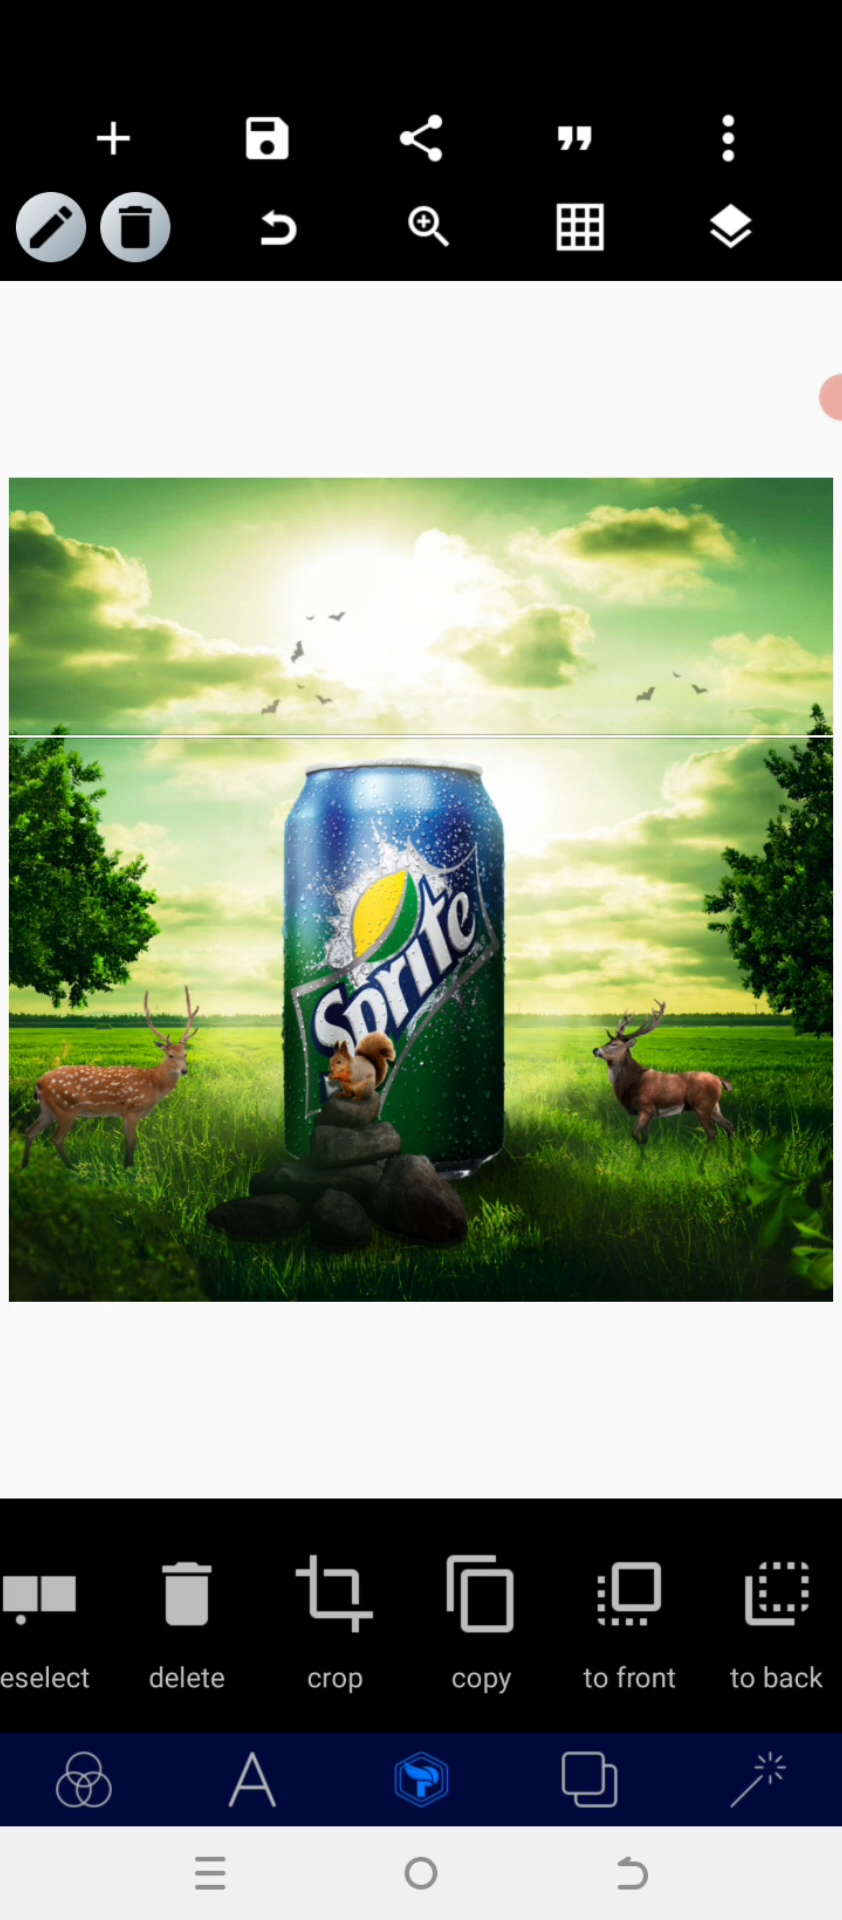 Sprite
eselect
delete
crop
copy
to front
to back